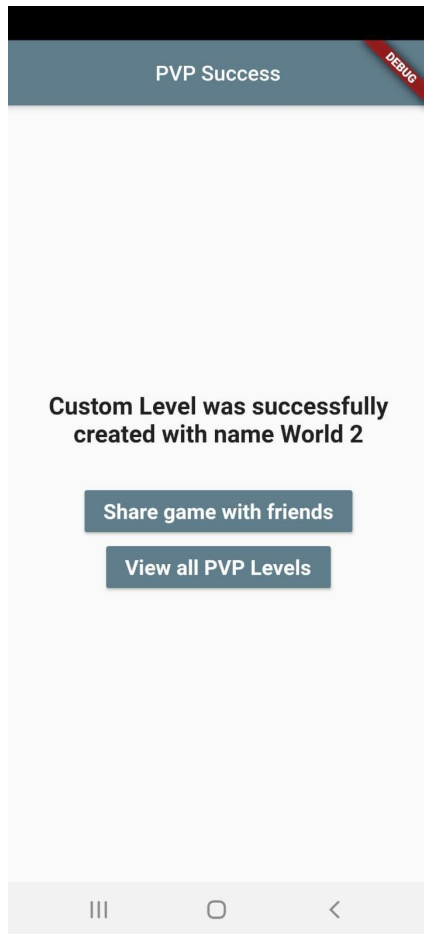 PVP Success
DEBUG
Custom Level was successfully
created with name World 2
Share game with friends
View all PVP Levels